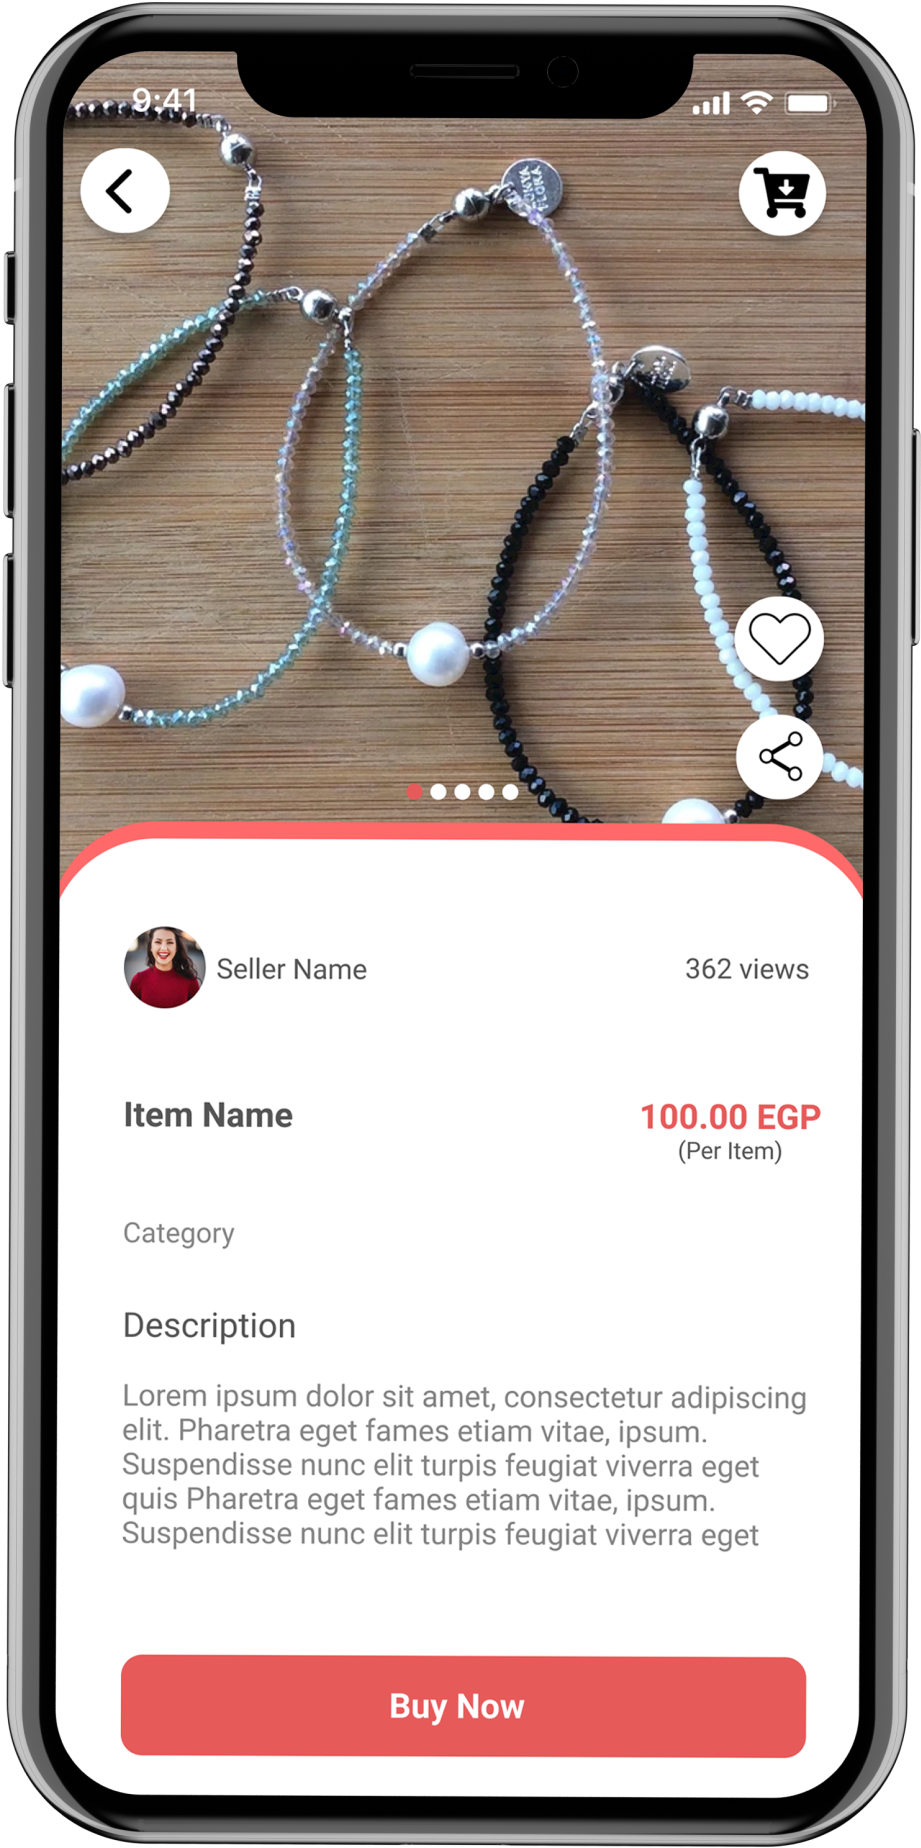 9:41
Seller Name
362 views
Item Name
100.00 EGP
(Per Item)
Category
Description
Lorem ipsum dolor sit amet, consectetur adipiscing
elit. Pharetra eget fames etiam vitae, ipsum.
Suspendisse nunc elit turpis feugiat viverra eget
quis Pharetra eget fames etiam vitae, ipsum.
Suspendisse nunc elit turpis feugiat viverra eget
Buy Now